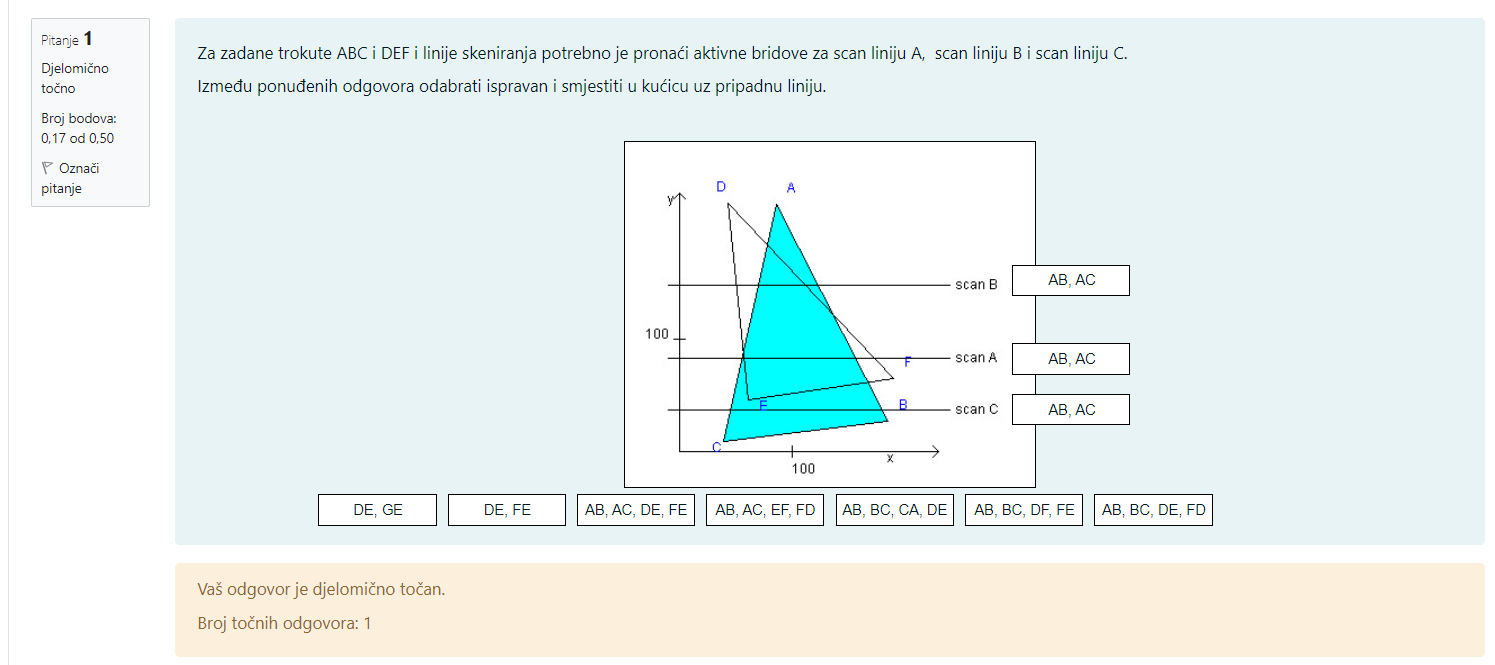 Pitanje 1
Djelomično
točno
Broj bodova:
0,17 od 0,50
Označi
pitanje
Za zadane trokute ABC i DEF i linije skeniranja potrebno je pronaći aktivne bridove za scan liniju A, scan liniju B i scan liniju C.
Između ponuđenih odgovora odabrati ispravan i smjestiti u kućicu uz pripadnu liniju.
D A
y
scan B AB, AC
100
scan A AB, AC
F
E B scan C AB, AC
C
x
100
DE, GE DE, FE AB, AC, DE, FE AB, AC, EF, FD AB, BC, CA, DE AB, BC, DF, FE AB, BC, DE, FD
Vaš odgovor je djelomično točan.
Broj točnih odgovora: 1